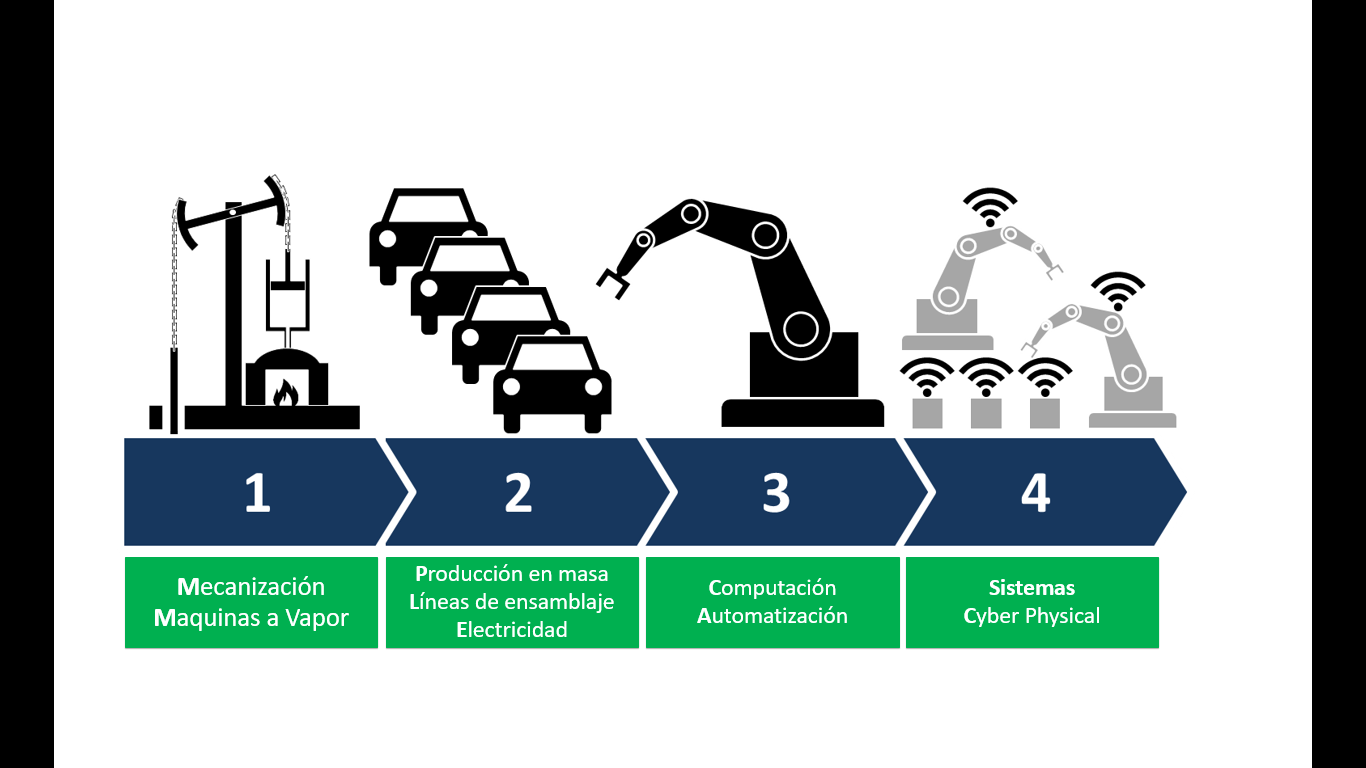 1
2
3
4
Mecanización
Maquinas a Vapor
Producción en masa
Líneas de ensamblaje
Electricidad
Computación
Automatización
Sistemas
Cyber Physical